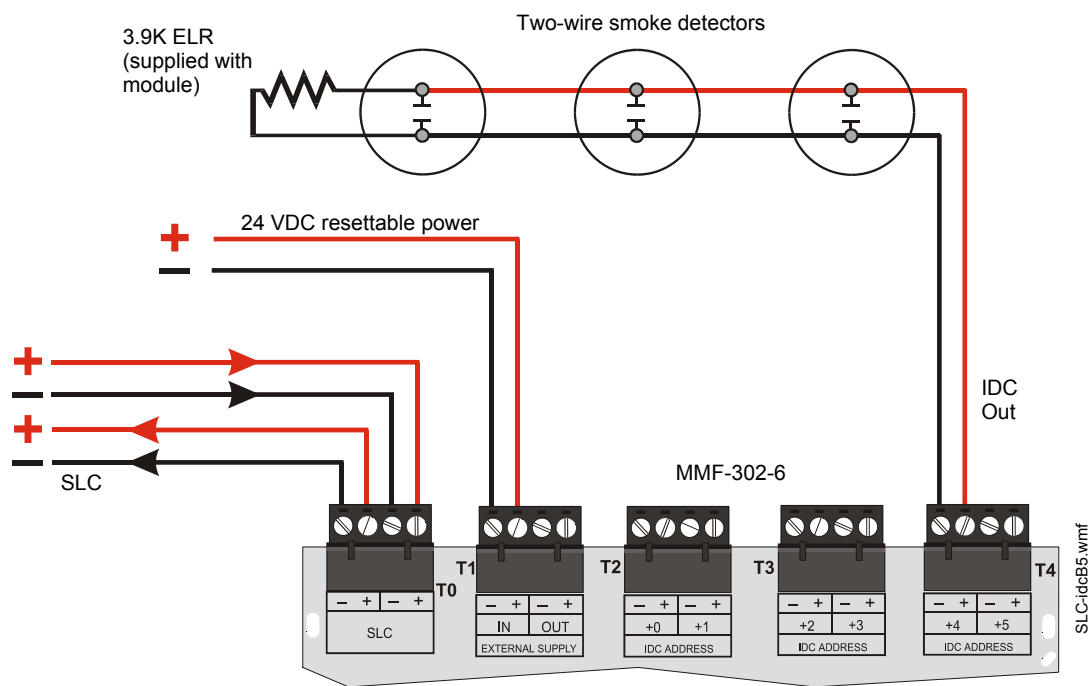 Two-wire smoke detectors
3.9K ELR
(supplied with
module)
24 VDC resettable power
+
−
+
−
+
−
SLC
IDC
Out
MMF-302-6
T0
T1
T2
T3
T4
− + − +
SLC
− + − +
IN OUT
EXTERNAL SUPPLY
− + − +
+0 +1
IDC ADDRESS
− + − +
+2 +3
IDC ADDRESS
− + − +
+4 +5
IDC ADDRESS
SLC-idcB5.wmf